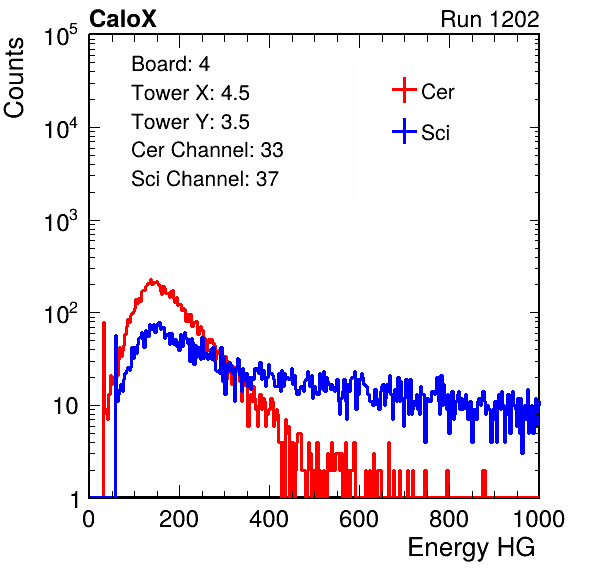 CaloX Run 1202
Counts
Board: 4
Tower X: 4.5
Tower Y: 3.5
Cer Channel: 33
Sci Channel: 37
Cer
Sci
10^5
10^4
10^3
10^2
10
1
0 200 400 600 800 1000
Energy HG